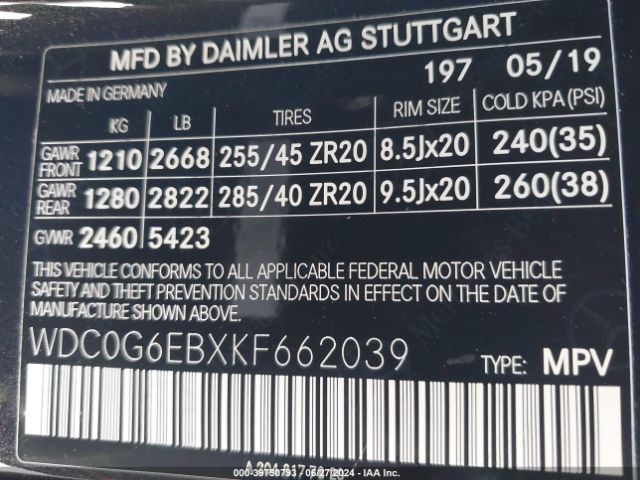 MFD BY DAIMLER AG STUTTGART
197 05/19
MADE IN GERMANY
KG LB TIRES RIM SIZE COLD KPA (PSI)
GAWR FRONT 1210 2668 255/45 ZR20 8.5Jx20 240(35)
GAWR REAR 1280 2822 285/40 ZR20 9.5Jx20 260(38)
GVWR 2460 5423
THIS VEHICLE CONFORMS TO ALL APPLICABLE FEDERAL MOTOR VEHICLE
SAFETY AND THEFT PREVENTION STANDARDS IN EFFECT ON THE DATE OF
MANUFACTURE SHOWN ABOVE.
WDC0G6EBXKF662039 TYPE: MPV
000-39750793 - 06/27/2024 - IAA Inc.